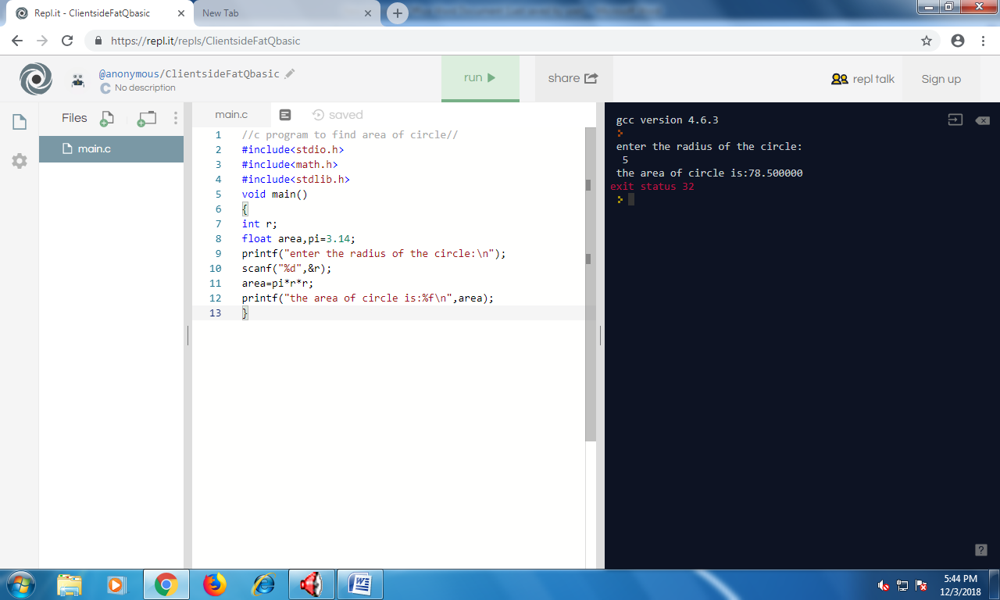 Repl.it - ClientsideFatQbasic
New Tab
https://repl.it/repls/ClientsideFatQbasic
@anonymous/ClientsideFatQbasic
No description
run
share
repl talk
Sign up
Files
main.c
main.c
saved
1 //c program to find area of circle//
2 #include<stdio.h>
3 #include<math.h>
4 #include<stdlib.h>
5 void main()
6 {
7 int r;
8 float area,pi=3.14;
9 printf("enter the radius of the circle:\n");
10 scanf("%d",&r);
11 area=pi*r*r;
12 printf("the area of circle is:%f\n",area);
13 }
gcc version 4.6.3
enter the radius of the circle:
5
the area of circle is:78.500000
exit status 32
?
5:44 PM
12/3/2018